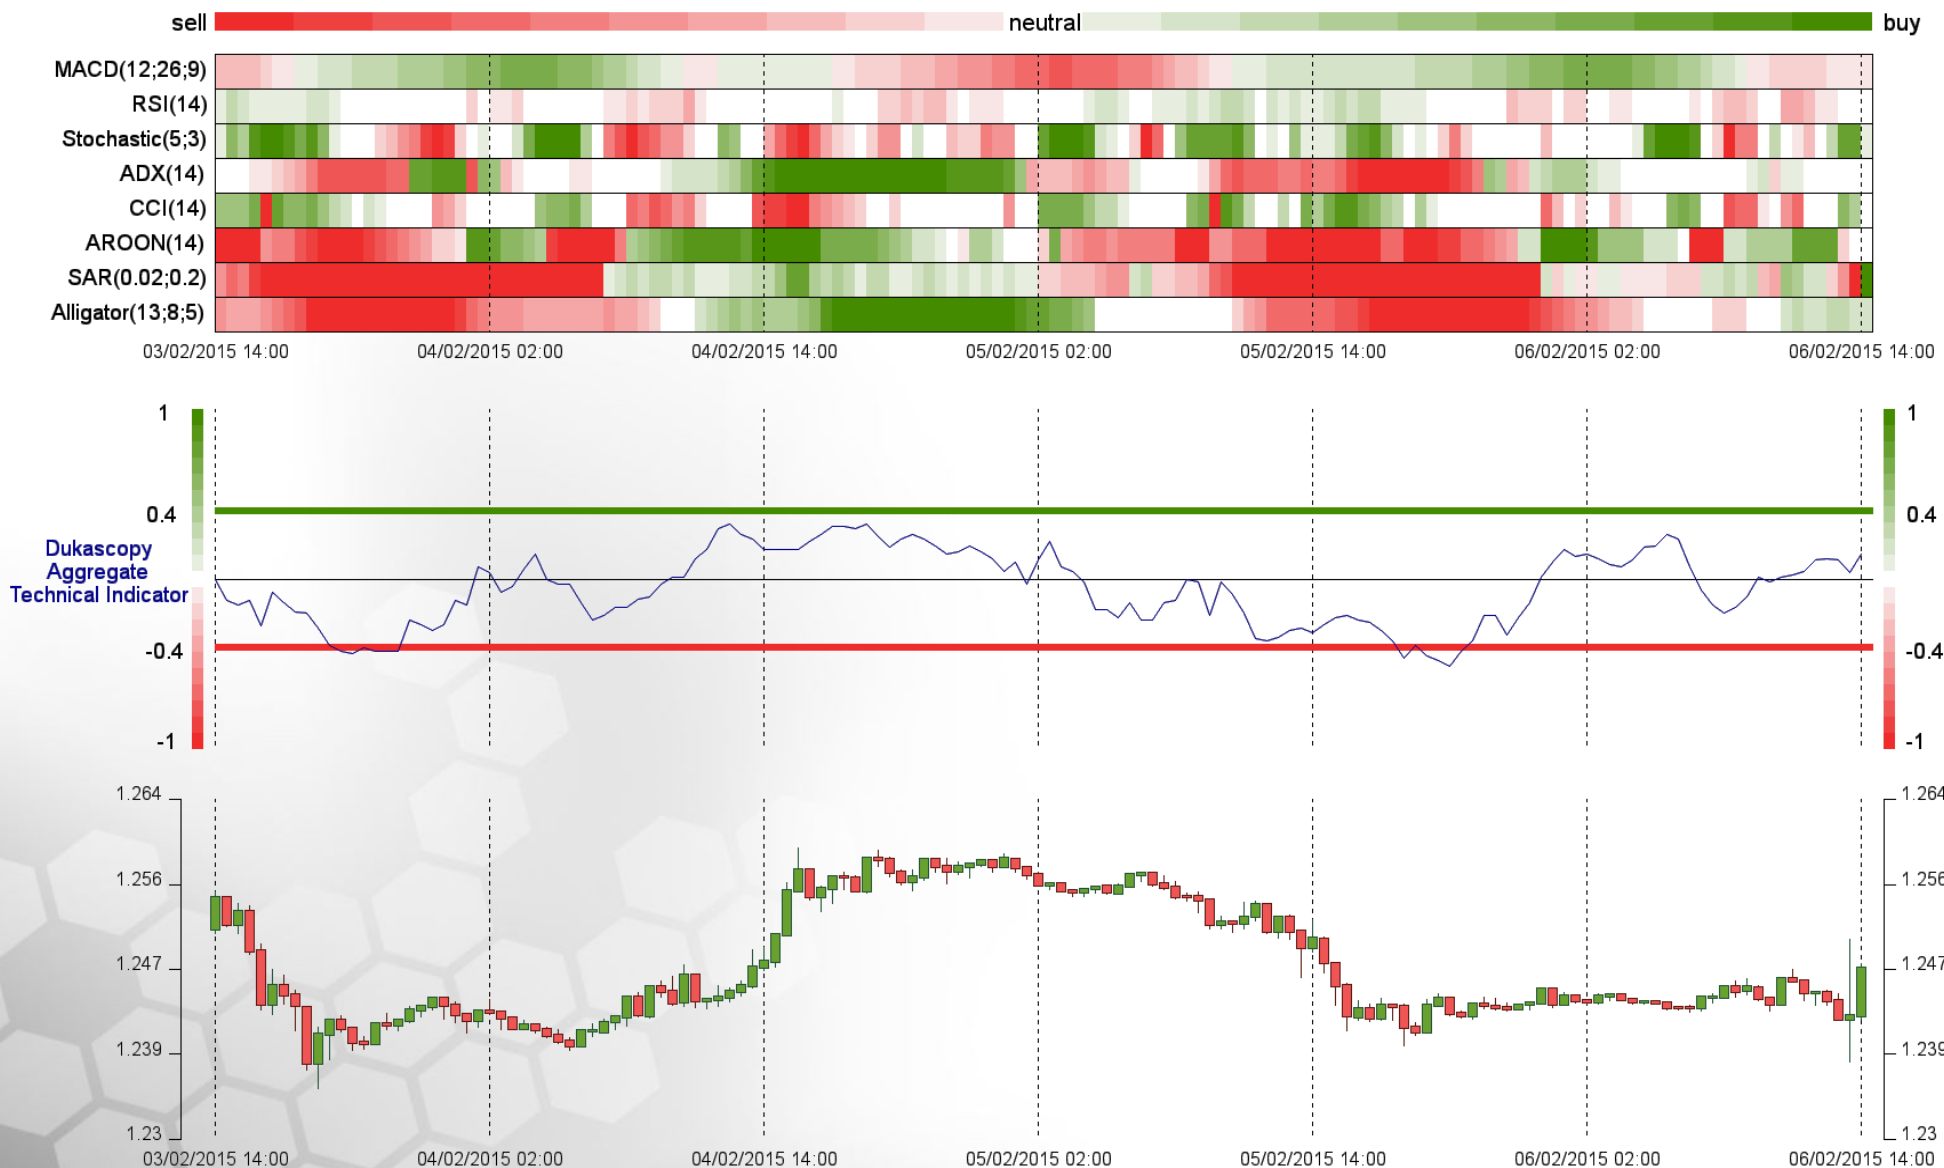 sell neutral buy
MACD(12;26;9)
RSI(14)
Stochastic(5;3)
ADX(14)
CCI(14)
AROON(14)
SAR(0.02;0.2)
Alligator(13;8;5)
03/02/2015 14:00 04/02/2015 02:00 04/02/2015 14:00 05/02/2015 02:00 05/02/2015 14:00 06/02/2015 02:00 06/02/2015 14:00
1 1
0.4 0.4
Dukascopy
Aggregate
Technical Indicator
-0.4 -0.4
-1 -1
1.264 1.264
1.256 1.256
1.247 1.247
1.239 1.239
1.23 1.23
03/02/2015 14:00 04/02/2015 02:00 04/02/2015 14:00 05/02/2015 02:00 05/02/2015 14:00 06/02/2015 02:00 06/02/2015 14:00